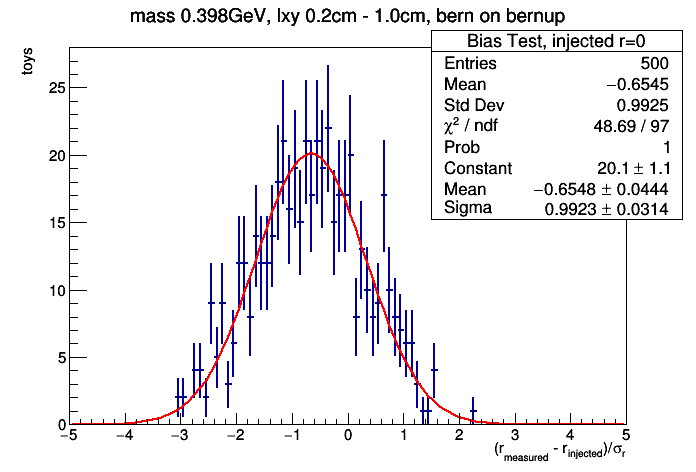 mass 0.398GeV, lxy 0.2cm - 1.0cm, bern on bernup
Bias Test, injected r=0
Entries 500
Mean −0.6545
Std Dev 0.9925
χ² / ndf 48.69 / 97
Prob 1
Constant 20.1 ± 1.1
Mean −0.6548 ± 0.0444
Sigma 0.9923 ± 0.0314
toys
25
20
15
10
5
0
−5 −4 −3 −2 −1 0 1 2 3 4 5
(r_measured - r_injected)/σ_r